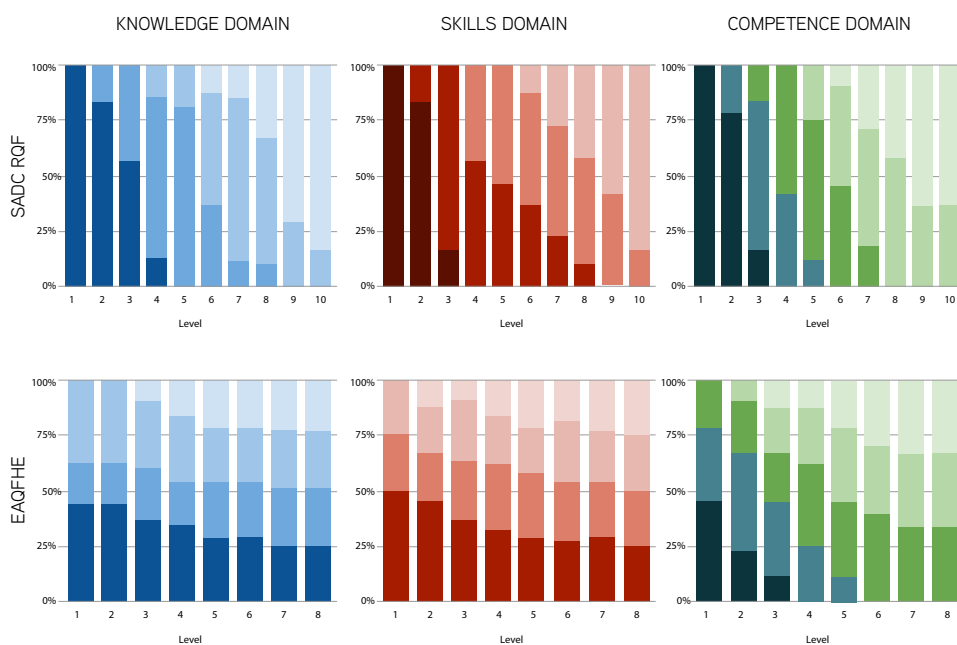 KNOWLEDGE DOMAIN SKILLS DOMAIN COMPETENCE DOMAIN
SADC RQF
100% 100% 100%
75% 75% 75%
50% 50% 50%
25% 25% 25%
0% 0% 0%
1 2 3 4 5 6 7 8 9 10 1 2 3 4 5 6 7 8 9 10 1 2 3 4 5 6 7 8 9 10
Level Level Level
EAQFHE
100% 100% 100%
75% 75% 75%
50% 50% 50%
25% 25% 25%
0% 0% 0%
1 2 3 4 5 6 7 8 1 2 3 4 5 6 7 8 1 2 3 4 5 6 7 8
Level Level Level